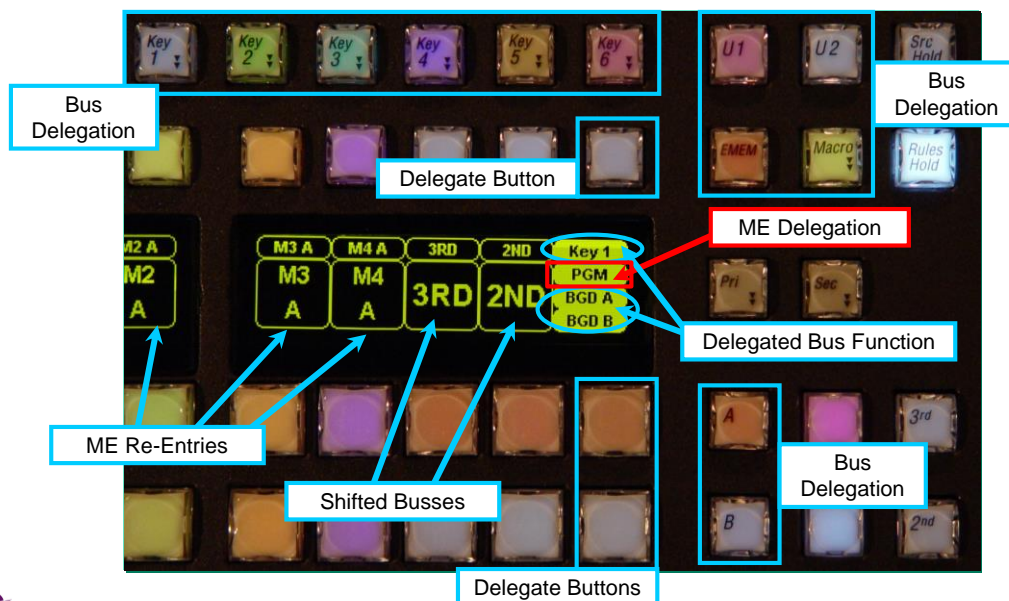 Key 1
Key 2
Key 3
Key 4
Key 5
Key 6
U1
U2
Src Hold
Bus
Delegation
Bus
Delegation
Delegate Button
EMEM
Macro
Rules Hold
ME Delegation
M2 A
M3 A
M4 A
3RD
2ND
Key 1
M2
A
M3
A
M4
A
3RD
2ND
PGM
BGD A
BGD B
Pri
Sec
Delegated Bus Function
ME Re-Entries
Shifted Busses
A
3rd
Bus
Delegation
B
2nd
Delegate Buttons